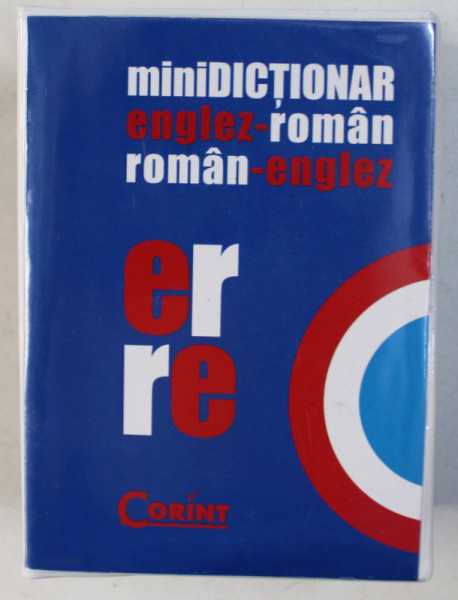 miniDICȚIONAR
englez-român
român-englez
er
re
CORINT